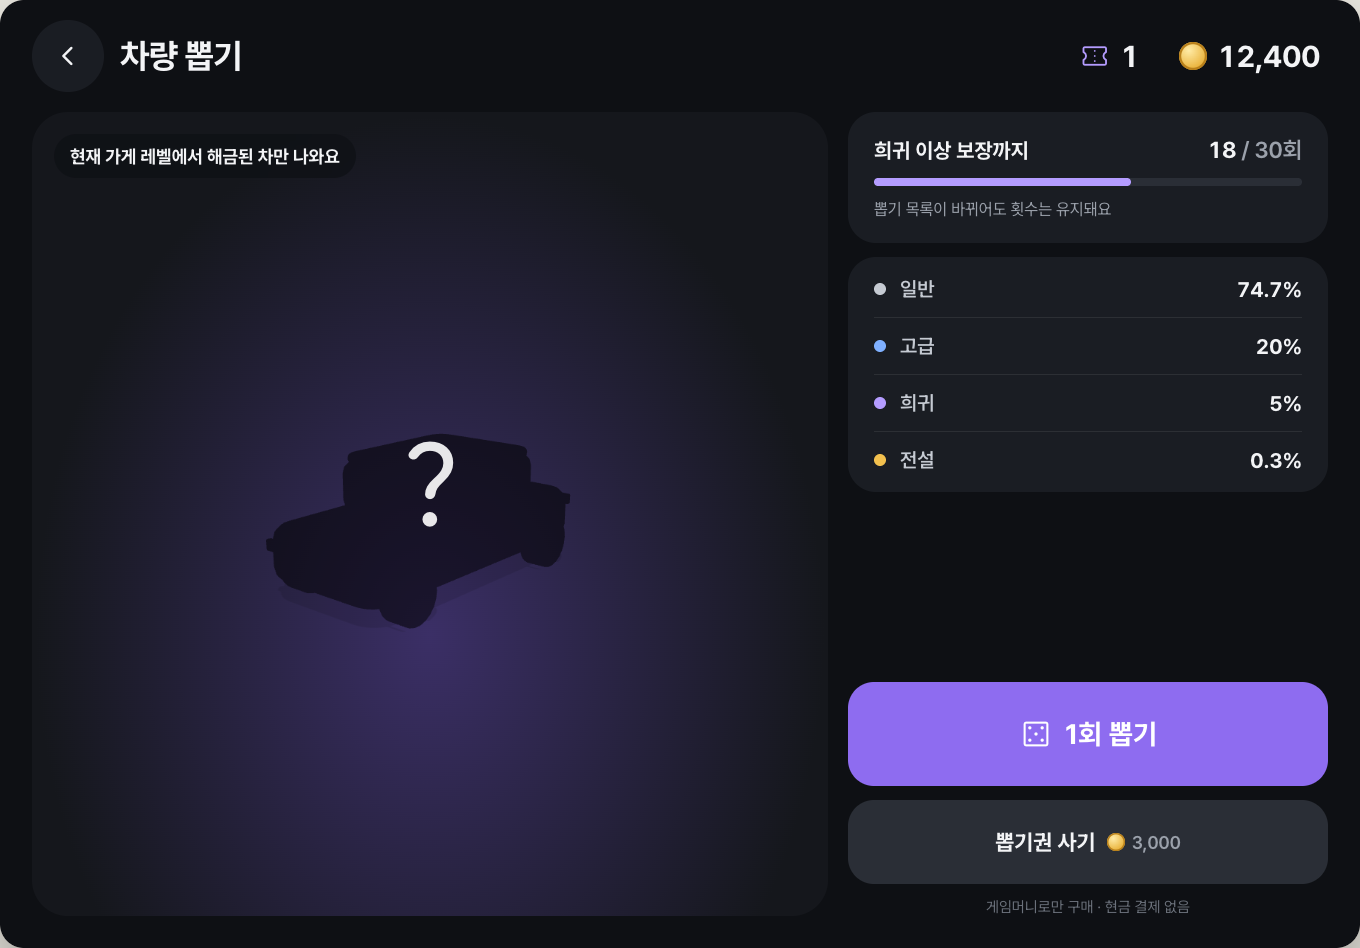 차량 뽑기
1
12,400
현재 가게 레벨에서 해금된 차만 나와요
?
희귀 이상 보장까지 18 / 30회
뽑기 목록이 바뀌어도 횟수는 유지돼요
일반 74.7%
고급 20%
희귀 5%
전설 0.3%
1회 뽑기
뽑기권 사기 3,000
게임머니로만 구매 · 현금 결제 없음